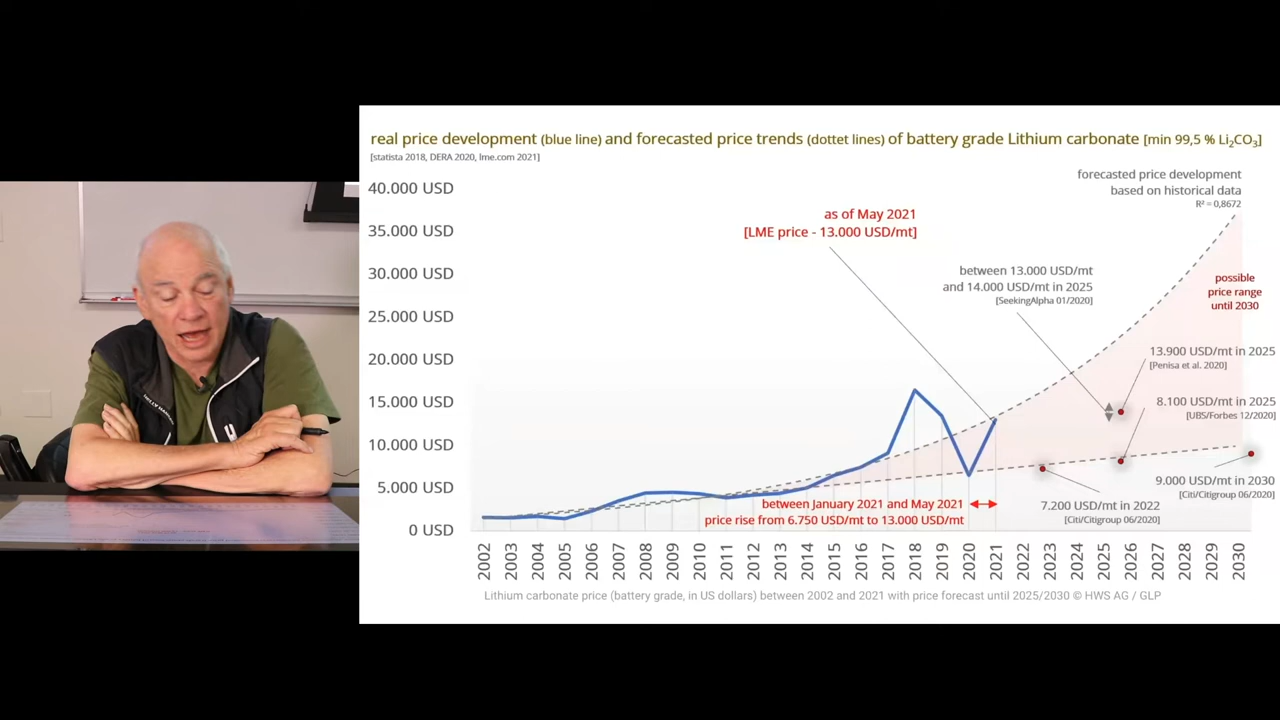 real price development (blue line) and forecasted price trends (dottet lines) of battery grade Lithium carbonate [min 99,5 % Li₂CO₃]
[statista 2018, DERA 2020, lme.com 2021]
forecasted price development
based on historical data
R² = 0,8672
40.000 USD
35.000 USD
30.000 USD
25.000 USD
20.000 USD
15.000 USD
10.000 USD
5.000 USD
0 USD
as of May 2021
[LME price - 13.000 USD/mt]
between 13.000 USD/mt
and 14.000 USD/mt in 2025
[SeekingAlpha 01/2020]
possible
price range
until 2030
13.900 USD/mt in 2025
[Penisa et al. 2020]
8.100 USD/mt in 2025
[UBS/Forbes 12/2020]
9.000 USD/mt in 2030
[Citi/Citigroup 06/2020]
7.200 USD/mt in 2022
[Citi/Citigroup 06/2020]
between January 2021 and May 2021
price rise from 6.750 USD/mt to 13.000 USD/mt
2002 2003 2004 2005 2006 2007 2008 2009 2010 2011 2012 2013 2014 2015 2016 2017 2018 2019 2020 2021 2022 2023 2024 2025 2026 2027 2028 2029 2030
Lithium carbonate price (battery grade, in US dollars) between 2002 and 2021 with price forecast until 2025/2030 © HWS AG / GLP